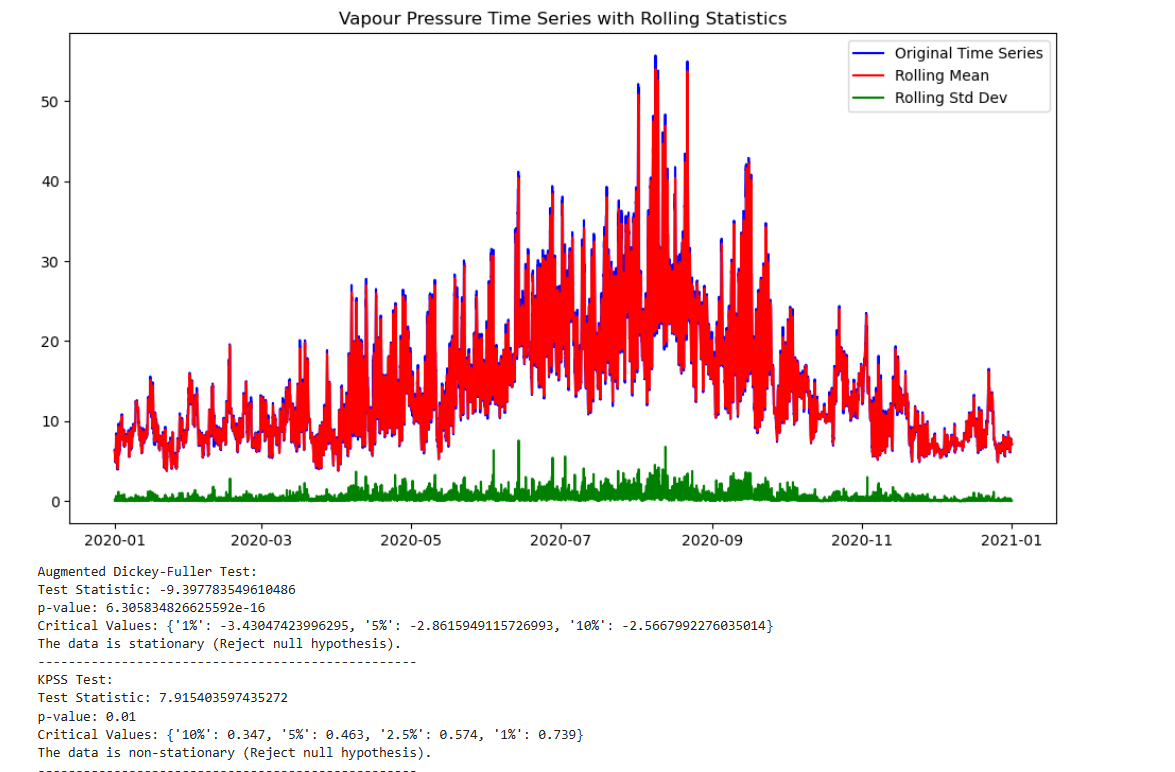 Vapour Pressure Time Series with Rolling Statistics
Original Time Series
Rolling Mean
Rolling Std Dev
50
40
30
20
10
0
2020-01 2020-03 2020-05 2020-07 2020-09 2020-11 2021-01
Augmented Dickey-Fuller Test:
Test Statistic: -9.397783549610486
p-value: 6.305834826625592e-16
Critical Values: {'1%': -3.43047423996295, '5%': -2.8615949115726993, '10%': -2.5667992276035014}
The data is stationary (Reject null hypothesis).
--------------------------------------------------
KPSS Test:
Test Statistic: 7.915403597435272
p-value: 0.01
Critical Values: {'10%': 0.347, '5%': 0.463, '2.5%': 0.574, '1%': 0.739}
The data is non-stationary (Reject null hypothesis).
--------------------------------------------------